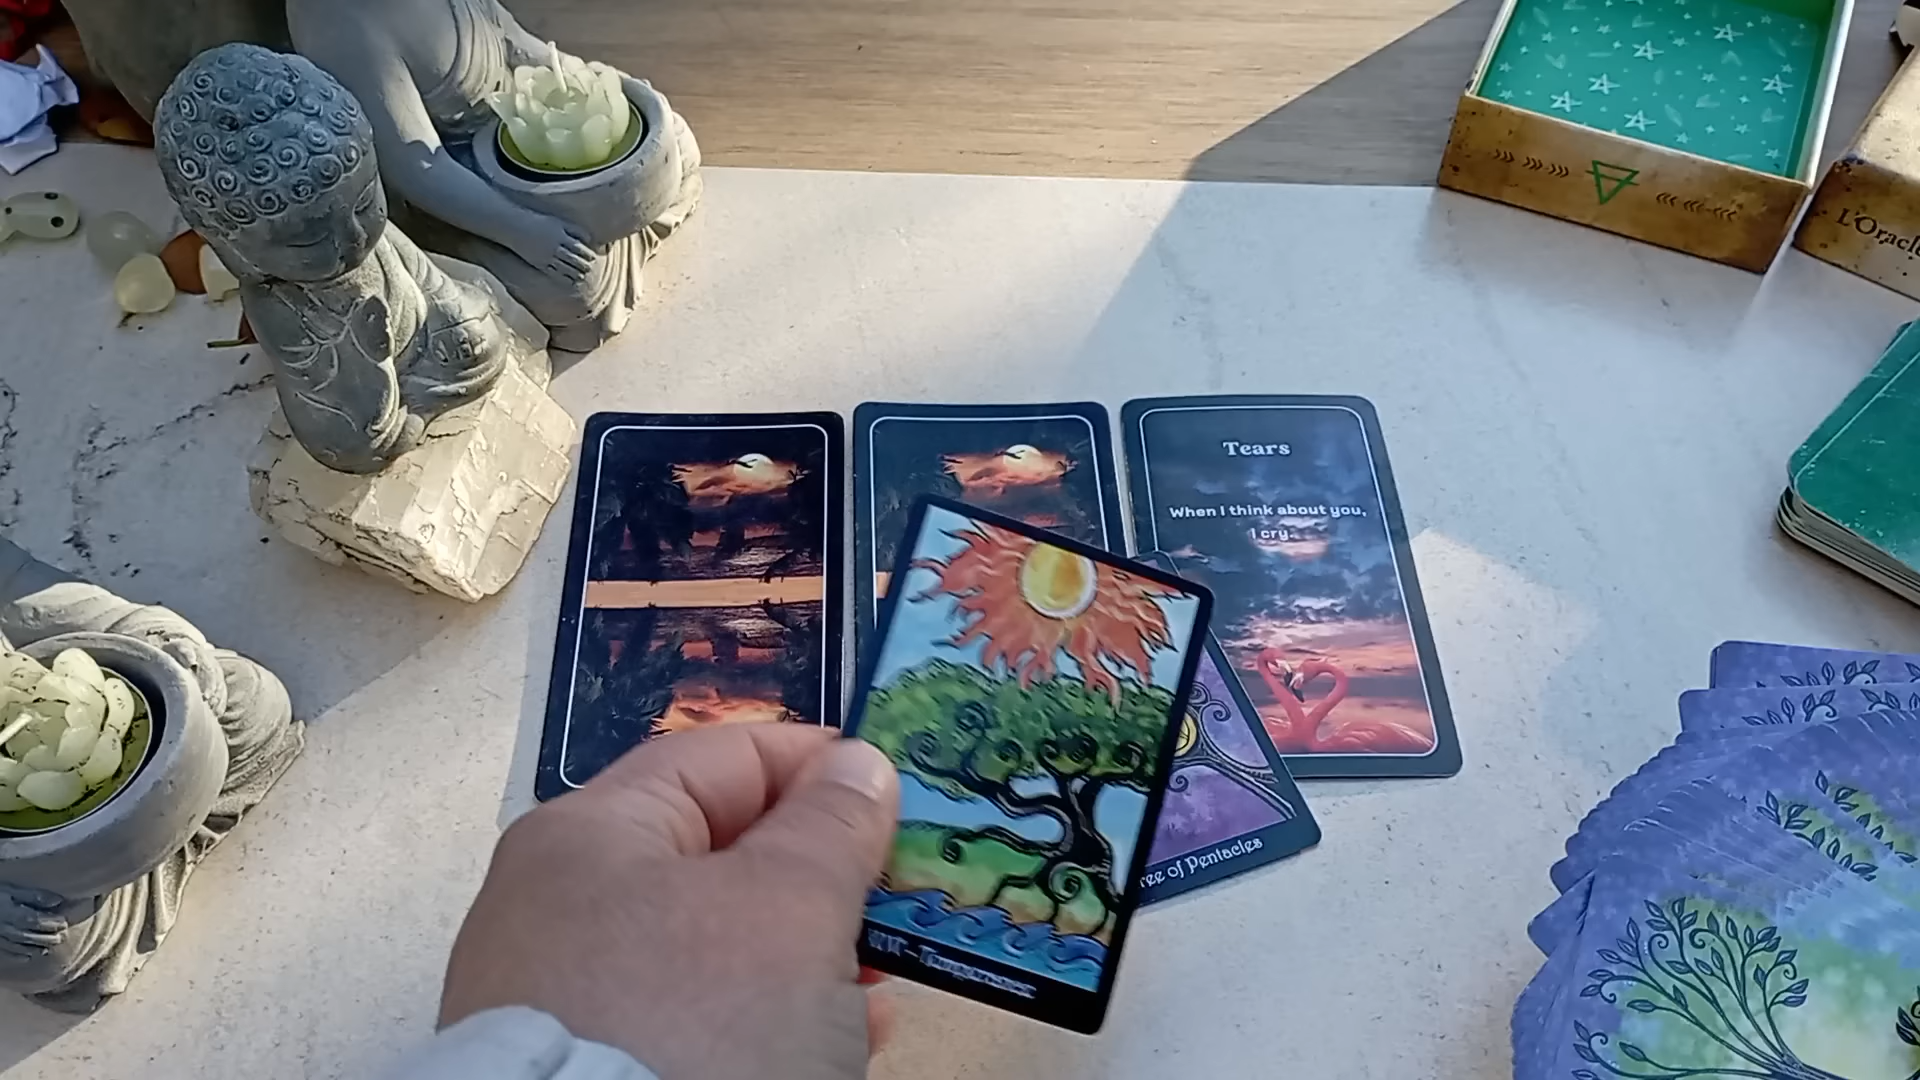 L'Oracle
Tears
When I think about you,
I cry.
ree of Pentacles